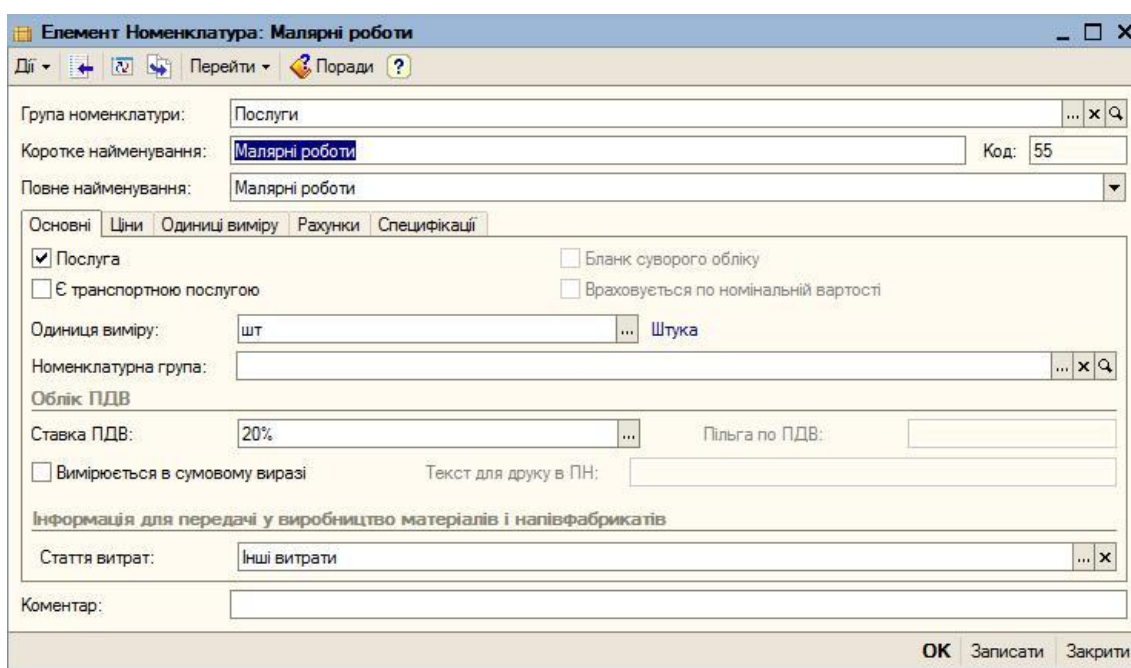 Елемент Номенклатура: Малярні роботи
Дії Перейти Поради ?
Група номенклатури: Послуги ... x
Коротке найменування: Малярні роботи Код: 55
Повне найменування: Малярні роботи
Основні Ціни Одиниці виміру Рахунки Специфікації
Послуга Бланк суворого обліку
Є транспортною послугою Враховується по номінальній вартості
Одиниця виміру: шт ... Штука
Номенклатурна група: ... x
Облік ПДВ
Ставка ПДВ: 20% ... Пільга по ПДВ:
Вимірюється в сумовому виразі Текст для друку в ПН:
Інформація для передачі у виробництво матеріалів і напівфабрикатів
Стаття витрат: Інші витрати ... x
Коментар:
OK Записати Закрити